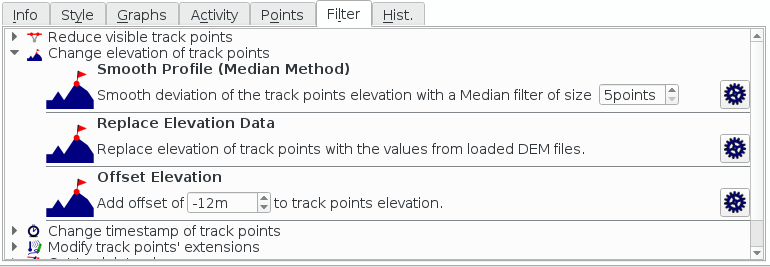 Info Style Graphs Activity Points Filter Hist.
Reduce visible track points
Change elevation of track points
Smooth Profile (Median Method)
Smooth deviation of the track points elevation with a Median filter of size 5points
Replace Elevation Data
Replace elevation of track points with the values from loaded DEM files.
Offset Elevation
Add offset of -12m to track points elevation.
Change timestamp of track points
Modify track points' extensions